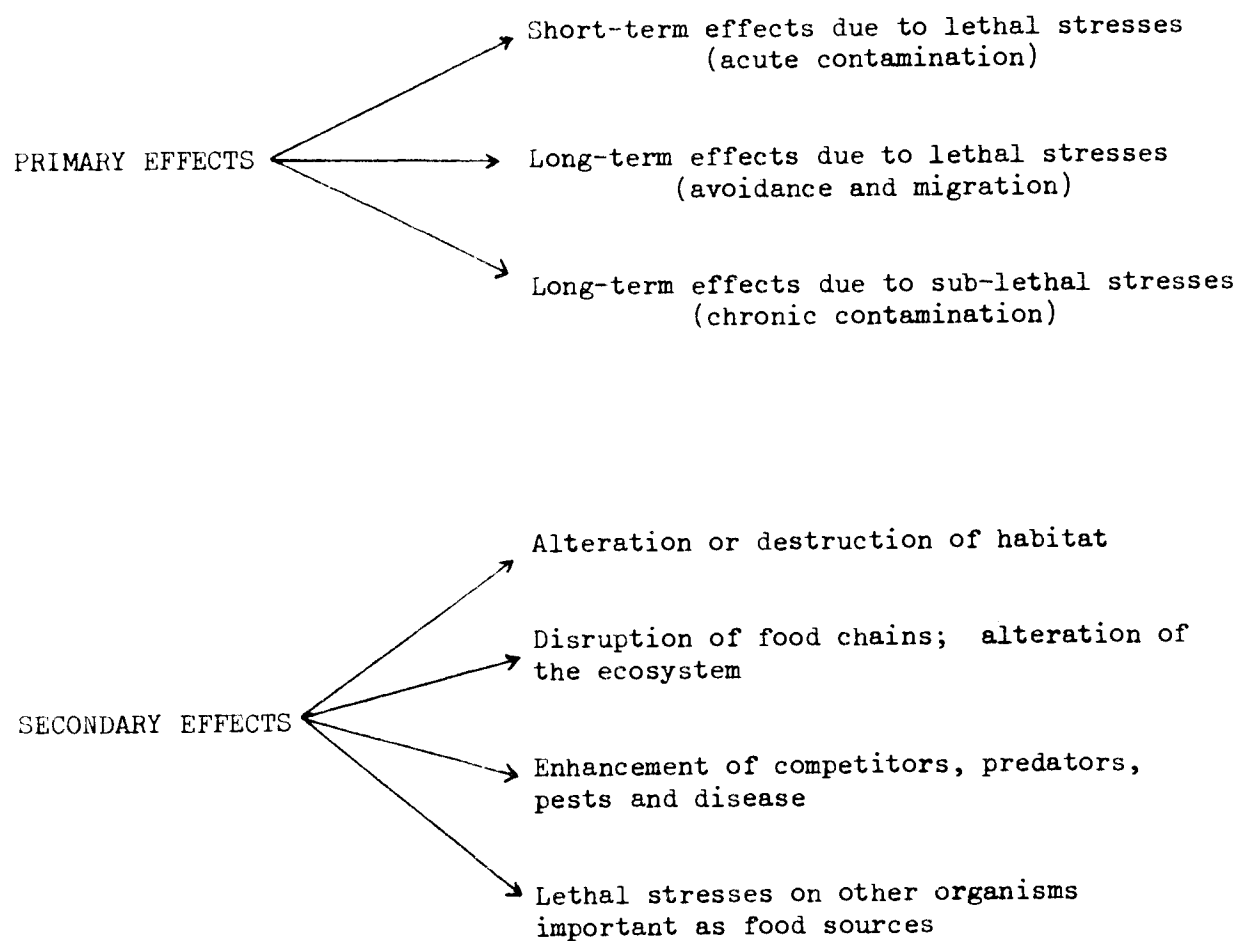 Short-term effects due to lethal stresses
(acute contamination)
PRIMARY EFFECTS
Long-term effects due to lethal stresses
(avoidance and migration)
Long-term effects due to sub-lethal stresses
(chronic contamination)
Alteration or destruction of habitat
Disruption of food chains; alteration of
the ecosystem
SECONDARY EFFECTS
Enhancement of competitors, predators,
pests and disease
Lethal stresses on other organisms
important as food sources